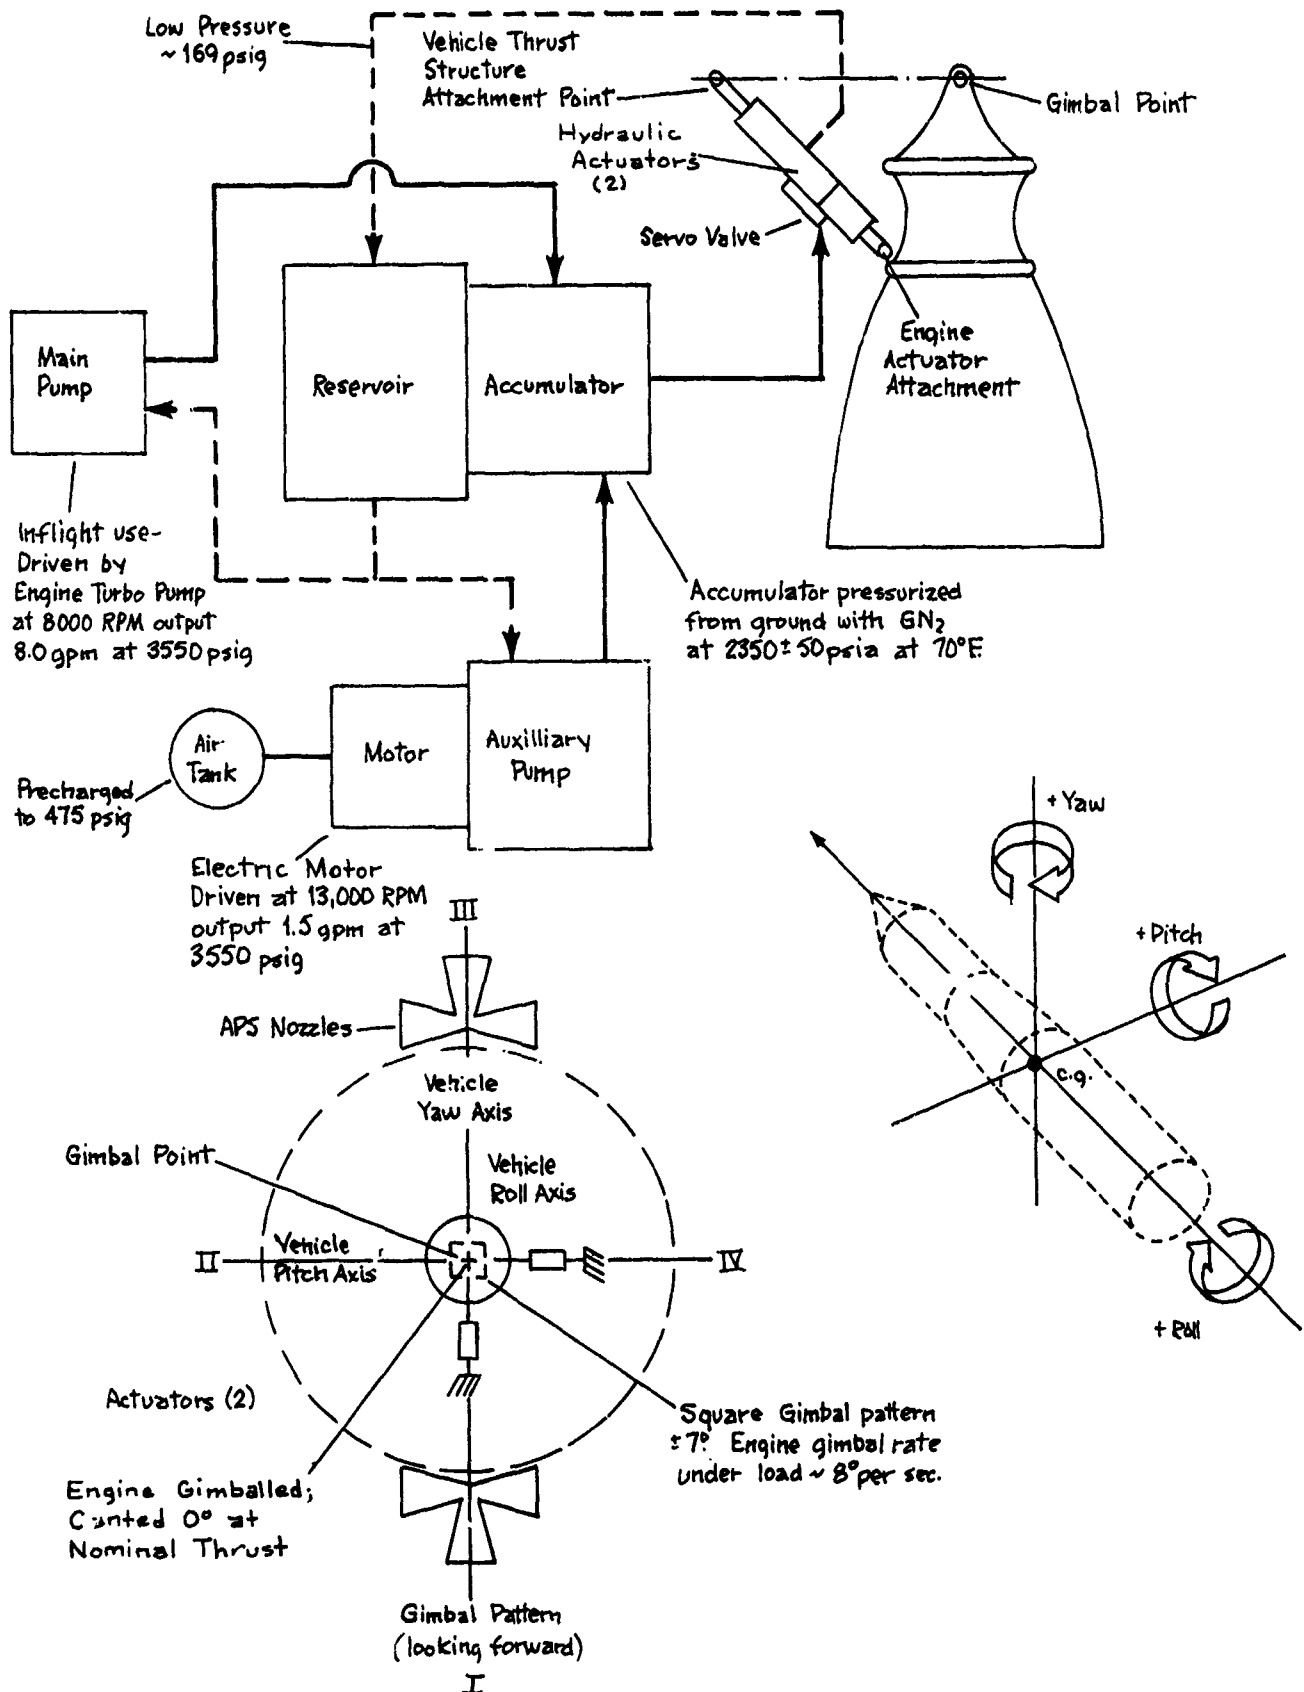 Low Pressure
~169 psig
Vehicle Thrust
Structure
Attachment Point
Gimbal Point
Hydraulic
Actuators
(2)
Servo Valve
Engine
Actuator
Attachment
Main
Pump
Reservoir
Accumulator
Inflight use-
Driven by
Engine Turbo Pump
at 8000 RPM output
8.0 gpm at 3550 psig
Accumulator pressurized
from ground with GN2
at 2350±50psia at 70°F.
Air
Tank
Motor
Auxilliary
Pump
Precharged
to 475 psig
Electric Motor
Driven at 13,000 RPM
output 1.5 gpm at
3550 psig
+ Yaw
+ Pitch
c.g.
+ Roll
III
APS Nozzles
Vehicle
Yaw Axis
Gimbal Point
Vehicle
Roll Axis
II
Vehicle
Pitch Axis
IV
Actuators (2)
Square Gimbal pattern
±7°. Engine gimbal rate
under load ~ 8° per sec.
Engine Gimballed;
Canted 0° at
Nominal Thrust
Gimbal Pattern
(looking forward)
I